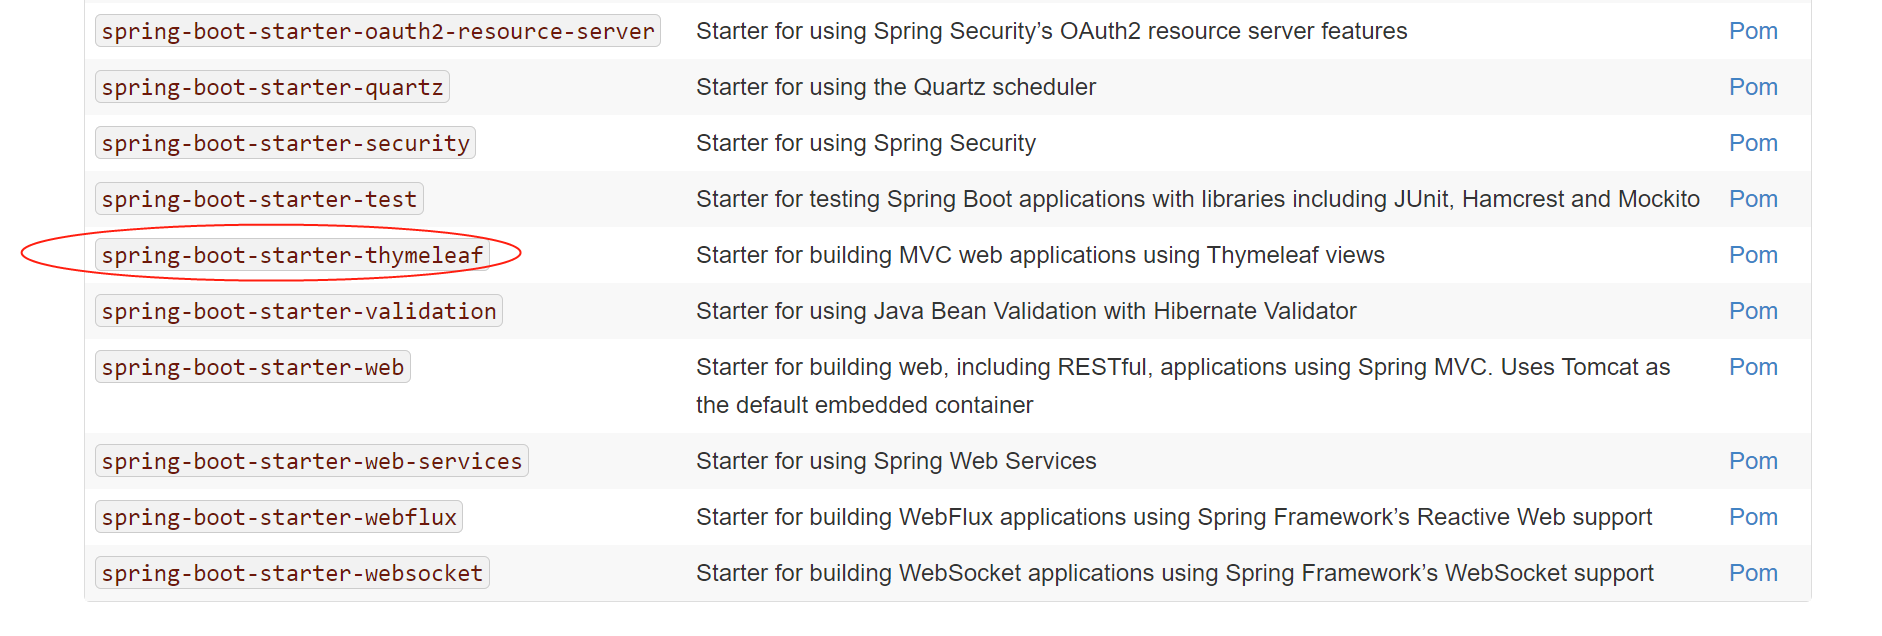 spring-boot-starter-oauth2-resource-server Starter for using Spring Security’s OAuth2 resource server features Pom
spring-boot-starter-quartz Starter for using the Quartz scheduler Pom
spring-boot-starter-security Starter for using Spring Security Pom
spring-boot-starter-test Starter for testing Spring Boot applications with libraries including JUnit, Hamcrest and Mockito Pom
spring-boot-starter-thymeleaf Starter for building MVC web applications using Thymeleaf views Pom
spring-boot-starter-validation Starter for using Java Bean Validation with Hibernate Validator Pom
spring-boot-starter-web Starter for building web, including RESTful, applications using Spring MVC. Uses Tomcat as Pom
the default embedded container
spring-boot-starter-web-services Starter for using Spring Web Services Pom
spring-boot-starter-webflux Starter for building WebFlux applications using Spring Framework’s Reactive Web support Pom
spring-boot-starter-websocket Starter for building WebSocket applications using Spring Framework’s WebSocket support Pom